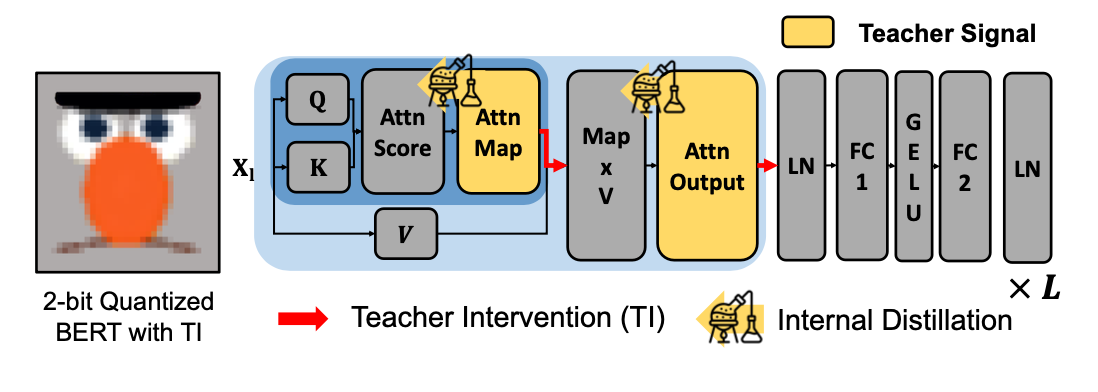 Teacher Signal
X_l
Q
K
V
Attn
Score
Attn
Map
Map
x
V
Attn
Output
LN
FC
1
G
E
L
U
FC
2
LN
× L
2-bit Quantized
BERT with TI
Teacher Intervention (TI)
Internal Distillation